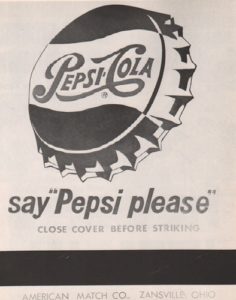 PEPSI-COLA
say "Pepsi please"
CLOSE COVER BEFORE STRIKING
AMERICAN MATCH CO., ZANSVILLE, OHIO